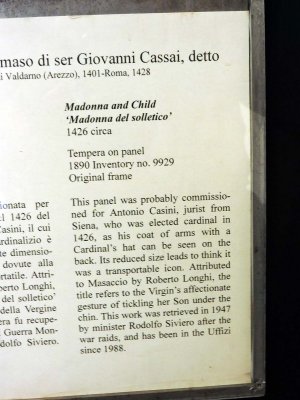 maso di ser Giovanni Cassai, detto
i Valdarno (Arezzo), 1401-Roma, 1428
Madonna and Child
‘Madonna del solletico’
1426 circa
Tempera on panel
1890 Inventory no. 9929
Original frame
ionata per
el 1426 del
Casini, il cui
ardinalizio è
te dimensio-
dovute alla
rtatile. Attri-
oberto Longhi,
del solletico’
della Vergine
era fu recupe-
Guerra Mon-
dolfo Siviero.
This panel was probably commissio-
ned for Antonio Casini, jurist from
Siena, who was elected cardinal in
1426, as his coat of arms with a
Cardinal’s hat can be seen on the
back. Its reduced size leads to think it
was a transportable icon. Attributed
to Masaccio by Roberto Longhi, the
title refers to the Virgin’s affectionate
gesture of tickling her Son under the
chin. This work was retrieved in 1947
by minister Rodolfo Siviero after the
war raids, and has been in the Uffizi
since 1988.